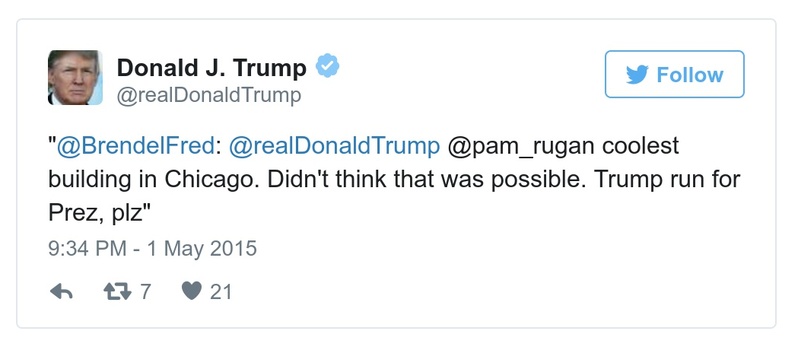 Donald J. Trump
@realDonaldTrump
Follow
"@BrendelFred: @realDonaldTrump @pam_rugan coolest
building in Chicago. Didn't think that was possible. Trump run for
Prez, plz"
9:34 PM - 1 May 2015
7 21